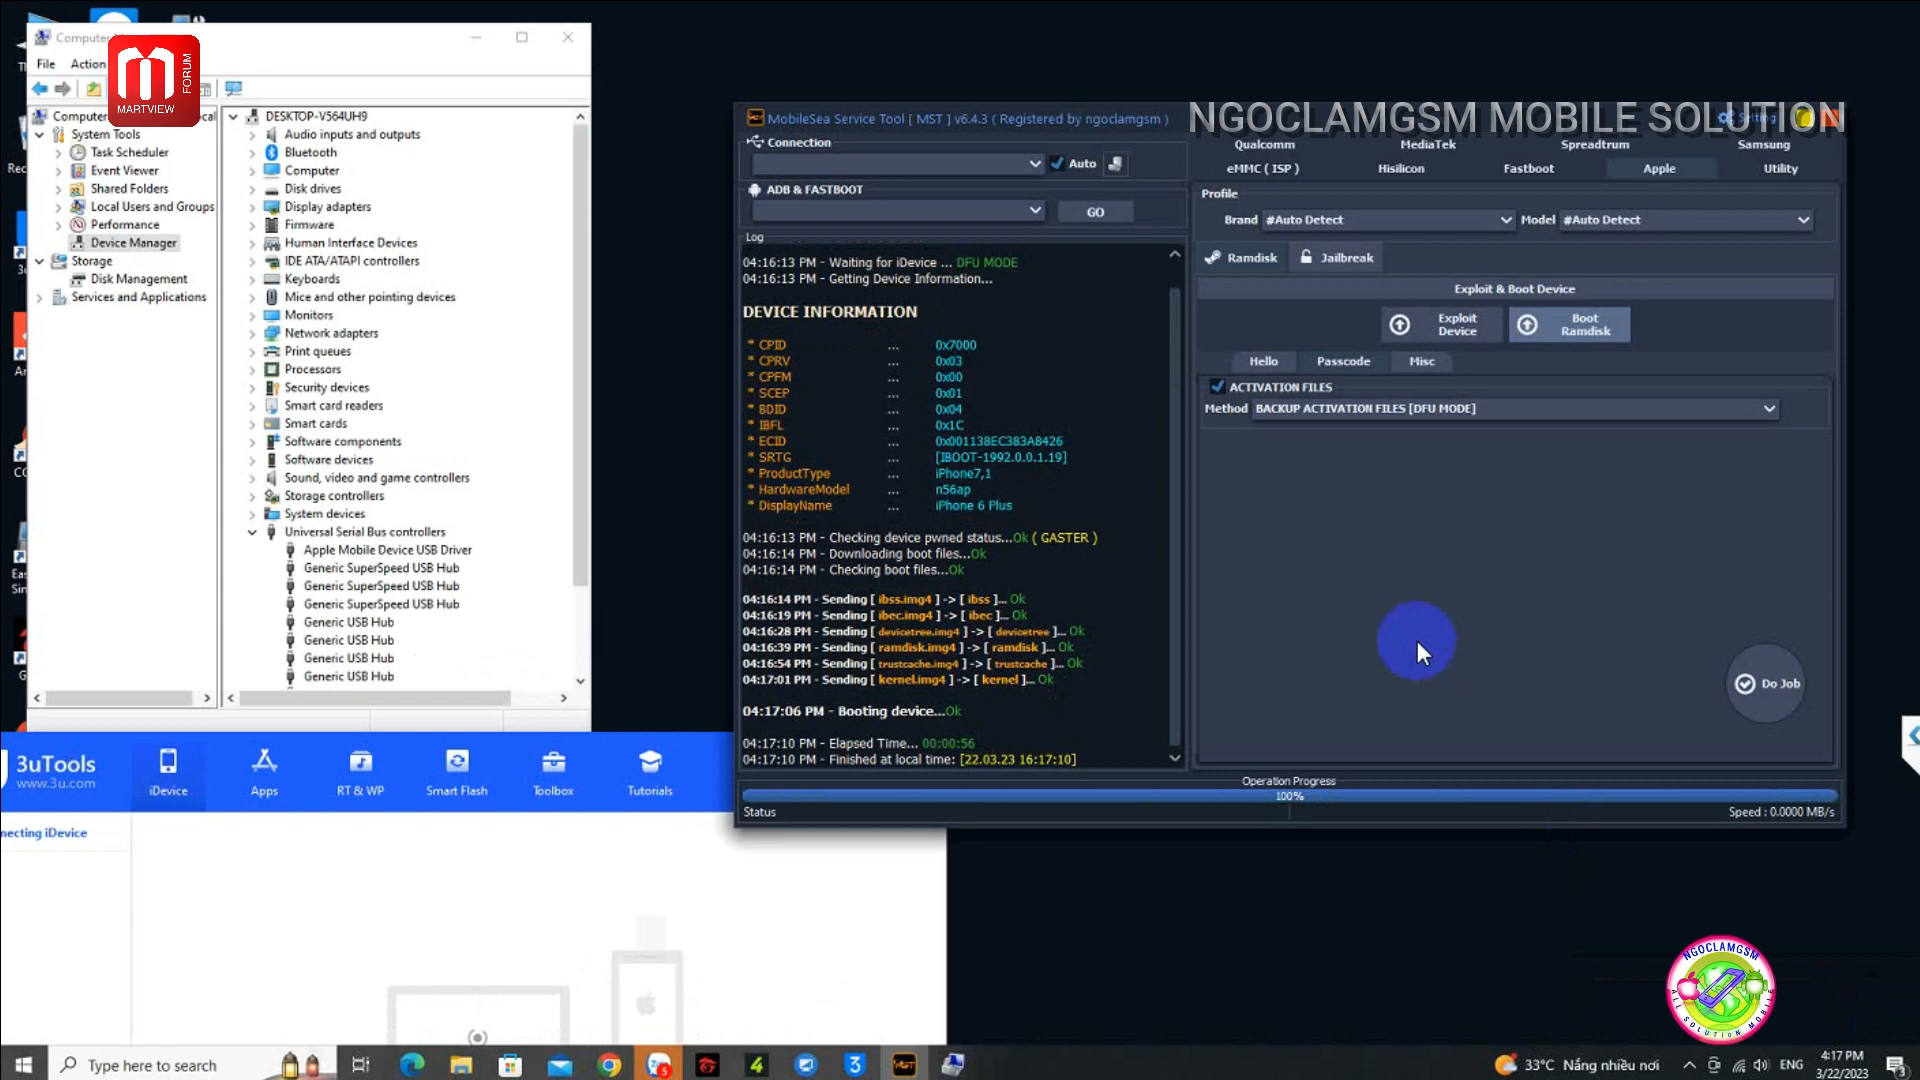 Computer
File
Action
MARTVIEW
FORUM
Computer
cal
System Tools
Task Scheduler
Event Viewer
Shared Folders
Local Users and Groups
Performance
Device Manager
Storage
Disk Management
Services and Applications
DESKTOP-V564UH9
Audio inputs and outputs
Bluetooth
Computer
Disk drives
Display adapters
Firmware
Human Interface Devices
IDE ATA/ATAPI controllers
Keyboards
Mice and other pointing devices
Monitors
Network adapters
Print queues
Processors
Security devices
Smart card readers
Smart cards
Software components
Software devices
Sound, video and game controllers
Storage controllers
System devices
Universal Serial Bus controllers
Apple Mobile Device USB Driver
Generic SuperSpeed USB Hub
Generic SuperSpeed USB Hub
Generic SuperSpeed USB Hub
Generic USB Hub
Generic USB Hub
Generic USB Hub
Generic USB Hub
3uTools
www.3u.com
iDevice
Apps
RT & WP
Smart Flash
Toolbox
Tutorials
necting iDevice
MobileSea Service Tool [ MST ] v6.4.3 ( Registered by ngoclamgsm )
NGOCLAMGSM MOBILE SOLUTION
Setting
Connection
Auto
ADB & FASTBOOT
GO
Log
04:16:13 PM - Waiting for iDevice ... DFU MODE
04:16:13 PM - Getting Device Information...
DEVICE INFORMATION
* CPID ... 0x7000
* CPRV ... 0x03
* CPFM ... 0x00
* SCEP ... 0x01
* BDID ... 0x04
* IBFL ... 0x1C
* ECID ... 0x001138EC383A8426
* SRTG ... [IBOOT-1992.0.0.1.19]
* ProductType ... iPhone7,1
* HardwareModel ... n56ap
* DisplayName ... iPhone 6 Plus
04:16:13 PM - Checking device pwned status...Ok ( GASTER )
04:16:14 PM - Downloading boot files...Ok
04:16:14 PM - Checking boot files...Ok
04:16:14 PM - Sending [ ibss.img4 ] -> [ ibss ]... Ok
04:16:19 PM - Sending [ ibec.img4 ] -> [ ibec ]... Ok
04:16:28 PM - Sending [ devicetree.img4 ] -> [ devicetree ]... Ok
04:16:39 PM - Sending [ ramdisk.img4 ] -> [ ramdisk ]... Ok
04:16:54 PM - Sending [ trustcache.img4 ] -> [ trustcache ]... Ok
04:17:01 PM - Sending [ kernel.img4 ] -> [ kernel ]... Ok
04:17:06 PM - Booting device...Ok
04:17:10 PM - Elapsed Time... 00:00:56
04:17:10 PM - Finished at local time: [22.03.23 16:17:10]
Qualcomm
MediaTek
Spreadtrum
Samsung
eMMC ( ISP )
Hisilicon
Fastboot
Apple
Utility
Profile
Brand #Auto Detect
Model #Auto Detect
Ramdisk
Jailbreak
Exploit & Boot Device
Exploit Device
Boot Ramdisk
Hello
Passcode
Misc
ACTIVATION FILES
Method BACKUP ACTIVATION FILES [DFU MODE]
Do Job
Operation Progress
100%
Status
Speed : 0.0000 MB/s
NGOCLAMGSM
ALL SOLUTION MOBILE
Type here to search
33°C Nắng nhiều nơi
ENG
4:17 PM
3/22/2023